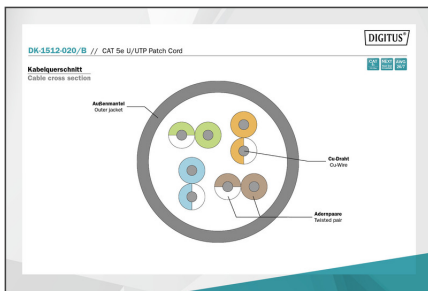 DIGITUS®
DK-1512-020/B // CAT 5e U/UTP Patch Cord
Kabelquerschnitt
Cable cross section
Außenmantel
Outer jacket
Cu-Draht
Cu-Wire
Adernpaare
Twisted pair